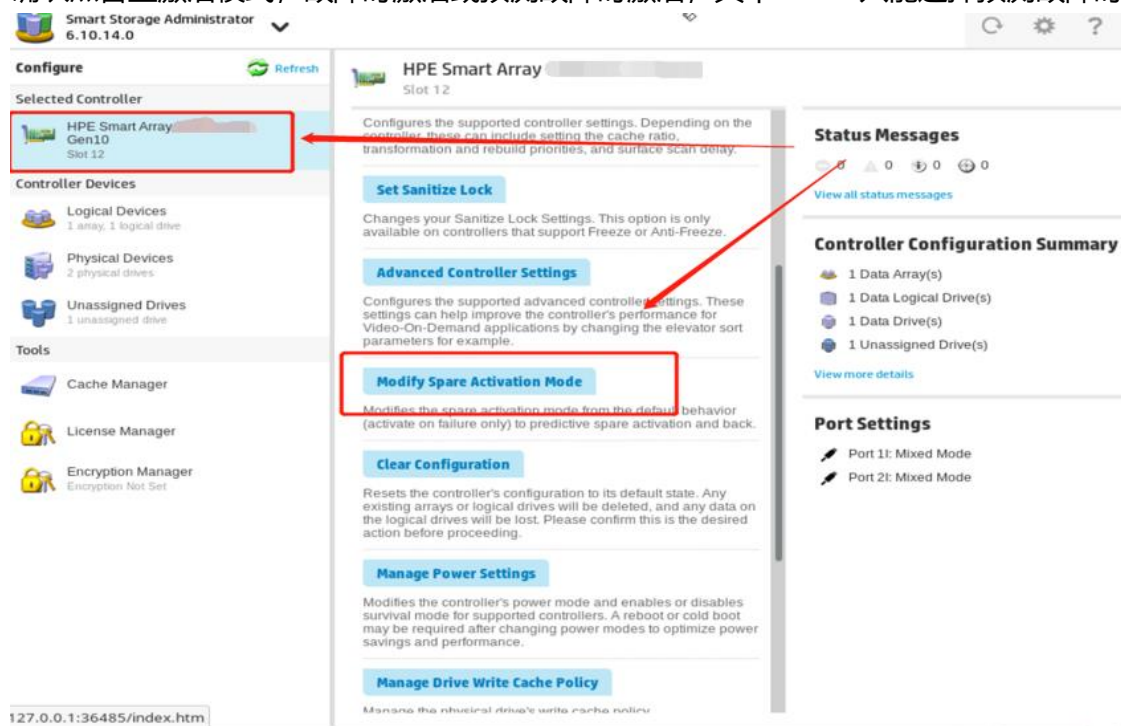 Smart Storage Administrator
6.10.14.0
Configure
Refresh
Selected Controller
HPE Smart Array
Gen10
Slot 12
Controller Devices
Logical Devices
1 array, 1 logical drive
Physical Devices
2 physical drives
Unassigned Drives
1 unassigned drive
Tools
Cache Manager
License Manager
Encryption Manager
Encryption Not Set
127.0.0.1:36485/index.htm
HPE Smart Array
Slot 12
Configures the supported controller settings. Depending on the
controller, these can include setting the cache ratio,
transformation and rebuild priorities, and surface scan delay.
Set Sanitize Lock
Changes your Sanitize Lock Settings. This option is only
available on controllers that support Freeze or Anti-Freeze.
Advanced Controller Settings
Configures the supported advanced controller settings. These
settings can help improve the controller's performance for
Video-On-Demand applications by changing the elevator sort
parameters for example.
Modify Spare Activation Mode
Modifies the spare activation mode from the default behavior
(activate on failure only) to predictive spare activation and back.
Clear Configuration
Resets the controller's configuration to its default state. Any
existing arrays or logical drives will be deleted, and any data on
the logical drives will be lost. Please confirm this is the desired
action before proceeding.
Manage Power Settings
Modifies the controller's power mode and enables or disables
survival mode for supported controllers. A reboot or cold boot
may be required after changing power modes to optimize power
savings and performance.
Manage Drive Write Cache Policy
Manage the physical drive's write cache policy
?
Status Messages
0 0 0 0
View all status messages
Controller Configuration Summary
1 Data Array(s)
1 Data Logical Drive(s)
1 Data Drive(s)
1 Unassigned Drive(s)
View more details
Port Settings
Port 1I: Mixed Mode
Port 2I: Mixed Mode